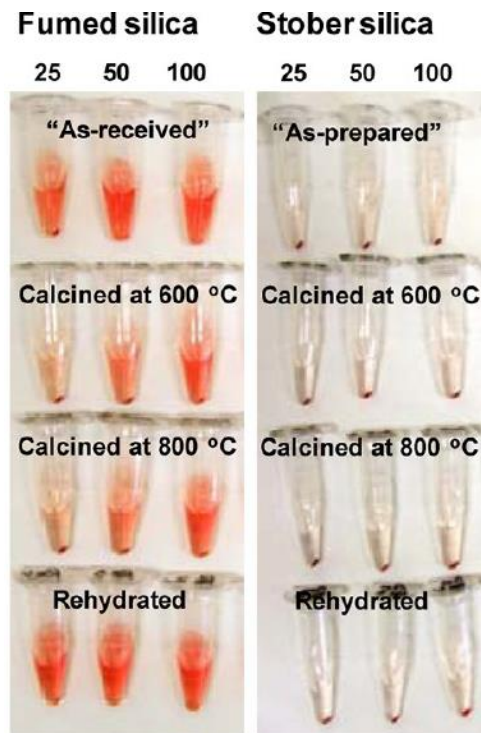 Fumed silica
25 50 100
"As-received"
Calcined at 600 °C
Calcined at 800 °C
Rehydrated
Stober silica
25 50 100
"As-prepared"
Calcined at 600 °C
Calcined at 800 °C
Rehydrated